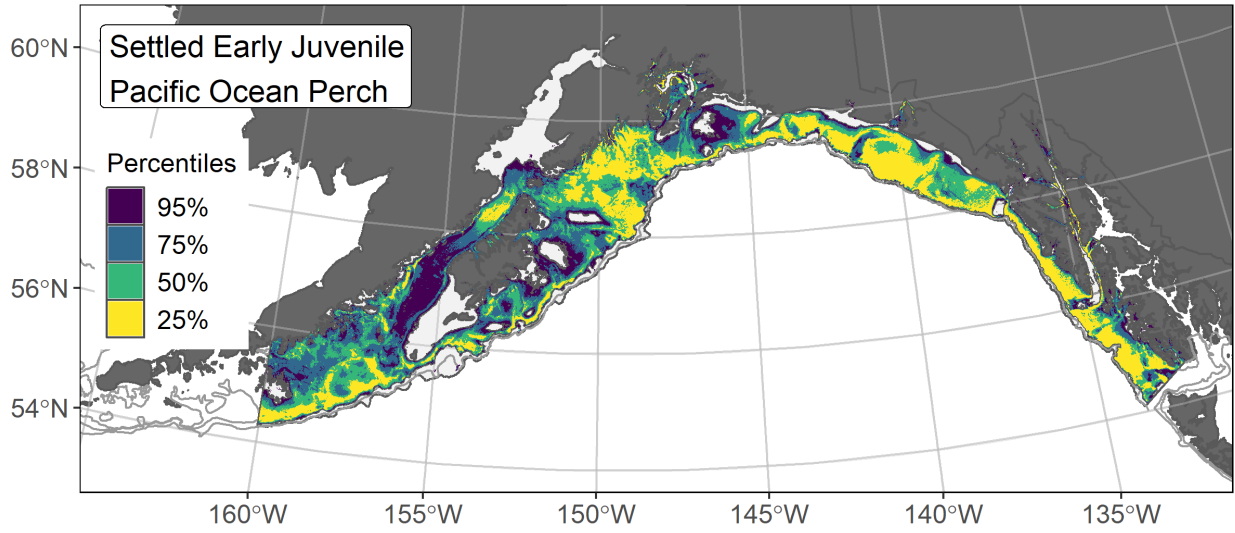 Settled Early Juvenile
Pacific Ocean Perch
Percentiles
95%
75%
50%
25%
60°N
58°N
56°N
54°N
160°W
155°W
150°W
145°W
140°W
135°W